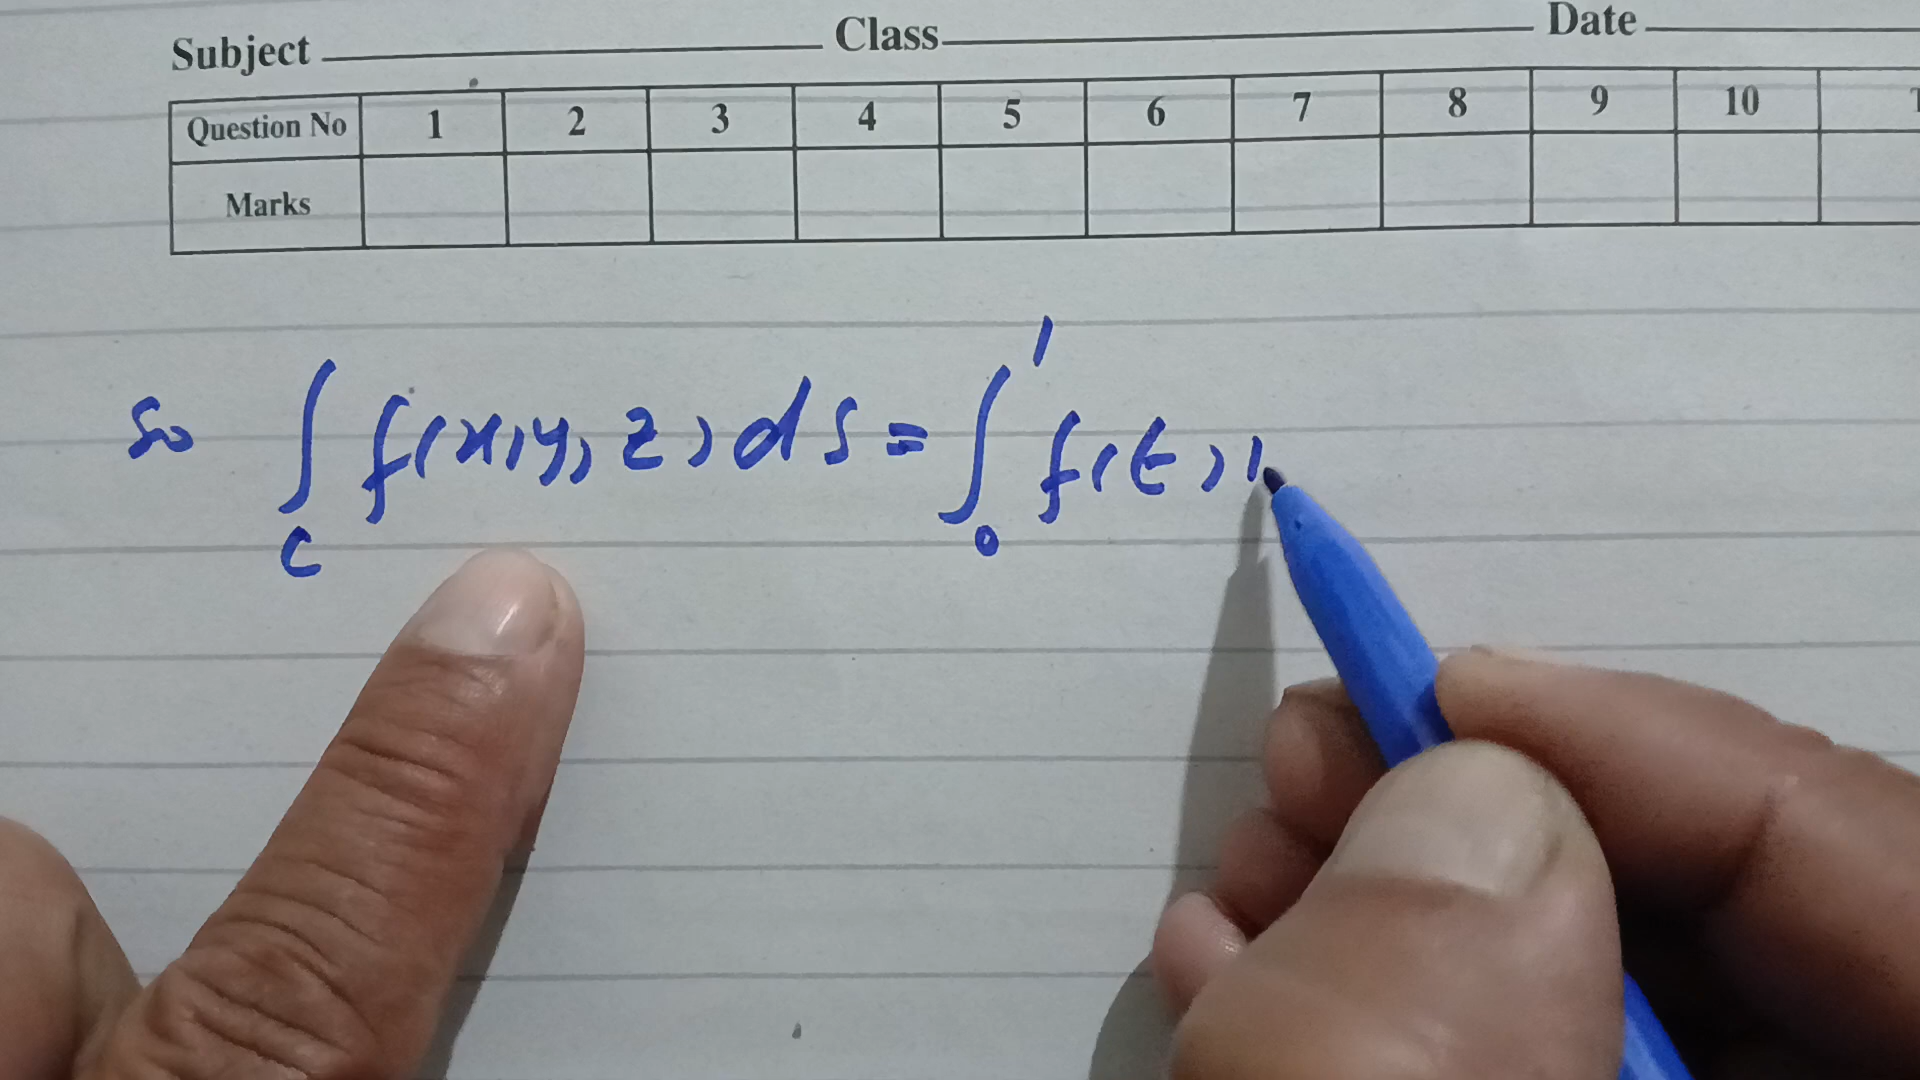 Subject Class Date
Question No 1 2 3 4 5 6 7 8 9 10
Marks
So ∫_C f(x,y,z)ds = ∫_0^1 f(t,